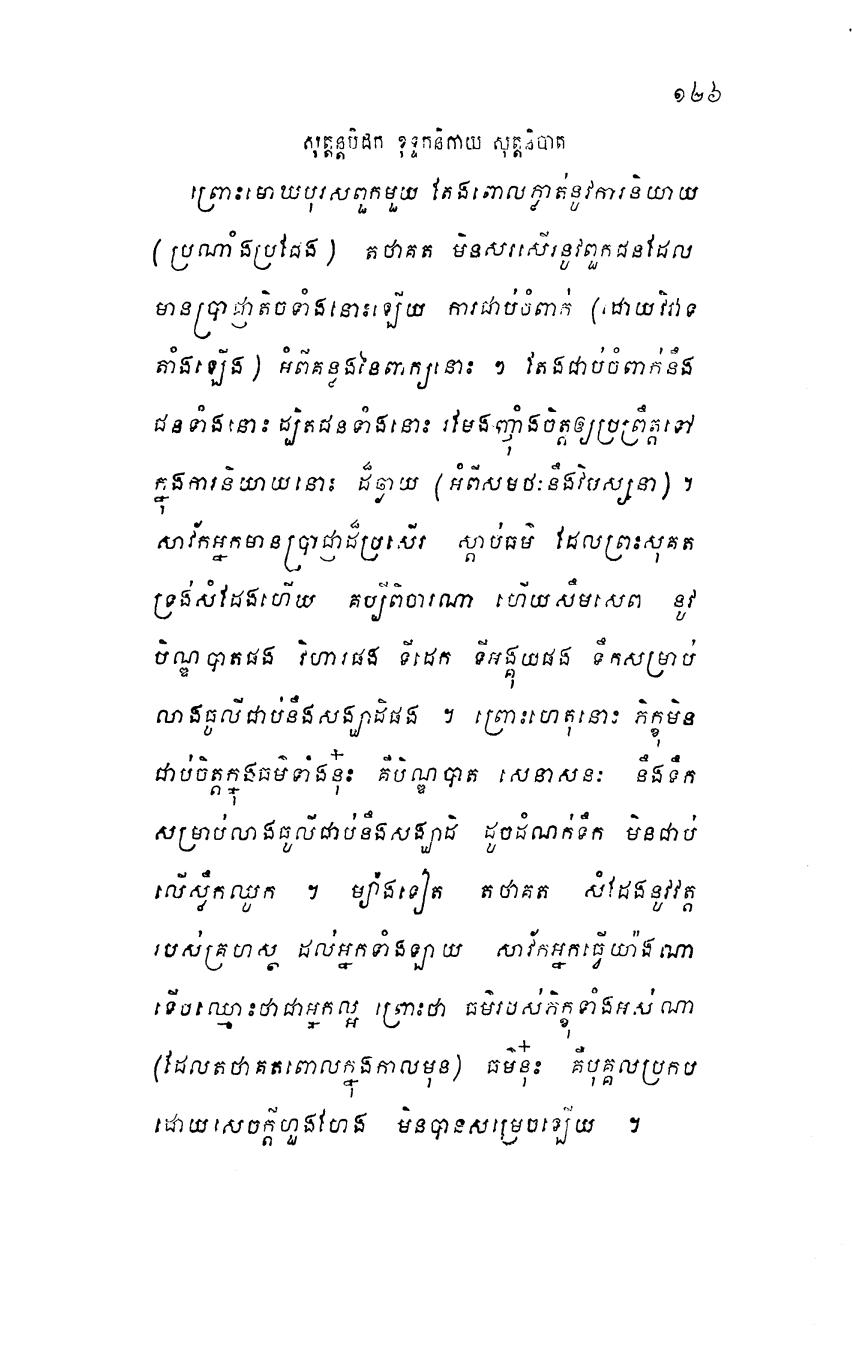 ១២៦
សុត្តន្តបិដក ខុទ្ទកនិកាយ សុត្តនិបាត
ព្រោះមោឃបុរសពួកមួយ តែងពោលភ្ជាត់នូវការនិយាយ
(ប្រណាំងប្រជែង) តថាគត មិនសរសើរនូវពួកជនដែល
មានប្រាជ្ញាតិចទាំងនោះឡើយ ការជាប់ចំពាក់ (ដោយវិវាទ
តាំងឡើង) អំពីគន្លងនៃពាក្យនោះ ៗ តែងជាប់ចំពាក់នឹង
ជនទាំងនោះ ដ្បិតជនទាំងនោះ រមែងញ៉ាំងចិត្តឲ្យប្រព្រឹត្តទៅ
ក្នុងការនិយាយនោះ ដ៏ឆ្ងាយ (អំពីសមថៈនឹងវិបស្សនា) ។
សាវ័កអ្នកមានប្រាជ្ញាដ៏ប្រសើរ ស្តាប់ធម៌ ដែលព្រះសុគត
ទ្រង់សំដែងហើយ គប្បីពិចារណា ហើយសឹមសេព នូវ
បិណ្ឌបាតផង វិហារផង ទីដេក ទីអង្គុយផង ទឹកសម្រាប់
លាងធូលីជាប់នឹងសង្ឃាដិផង ។ ព្រោះហេតុនោះ ភិក្ខុមិន
ជាប់ចិត្តក្នុងធម៌ទាំងនុ៎ះ គឺបិណ្ឌបាត សេនាសនៈ នឹងទឹក
សម្រាប់លាងធូលីជាប់នឹងសង្ឃាដិ ដូចដំណក់ទឹក មិនជាប់
លើស្លឹកឈូក ។ ម្យ៉ាងទៀត តថាគត សំដែងនូវវត្ត
របស់គ្រហស្ថ ដល់អ្នកទាំងឡាយ សាវ័កអ្នកធ្វើយ៉ាងណា
ទើបឈ្មោះថាជាអ្នកល្អ ព្រោះថា ធម៌របស់ភិក្ខុទាំងអស់ណា
(ដែលតថាគតពោលក្នុងកាលមុន) ធម៌នុ៎ះ គឺបុគ្គលប្រកប
ដោយសេចក្តីហួងហែង មិនបានសម្រេចឡើយ ។